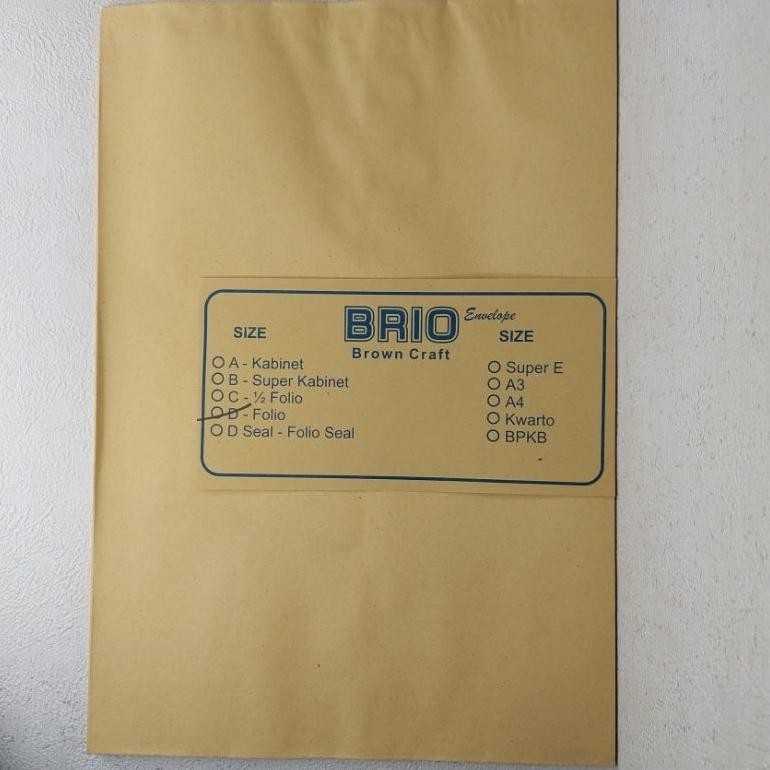 BRIO Envelope
Brown Craft
SIZE
A - Kabinet
B - Super Kabinet
C - ½ Folio
D - Folio
D Seal - Folio Seal
SIZE
Super E
A3
A4
Kwarto
BPKB